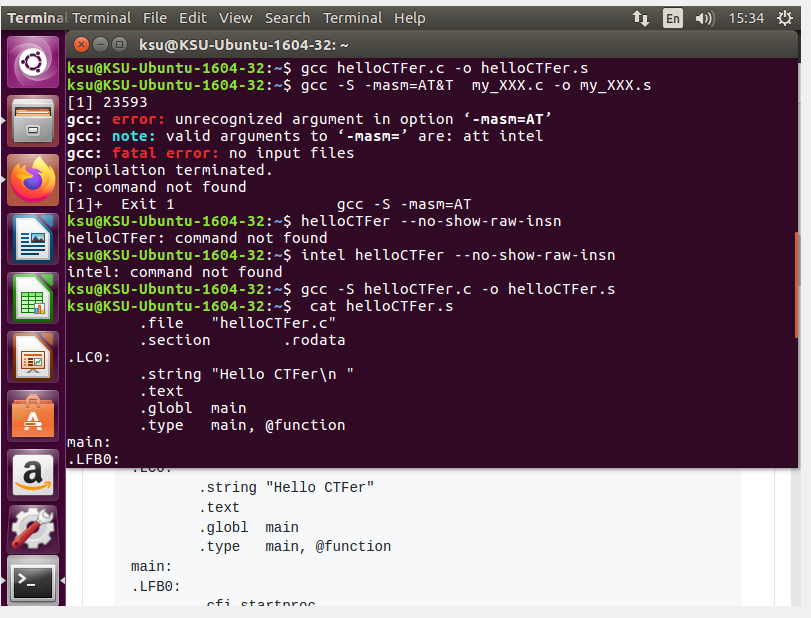 Terminal Terminal File Edit View Search Terminal Help En 15:34
ksu@KSU-Ubuntu-1604-32: ~
ksu@KSU-Ubuntu-1604-32:~$ gcc helloCTFer.c -o helloCTFer.s
ksu@KSU-Ubuntu-1604-32:~$ gcc -S -masm=AT&T  my_XXX.c -o my_XXX.s
[1] 23593
gcc: error: unrecognized argument in option ‘-masm=AT’
gcc: note: valid arguments to ‘-masm=’ are: att intel
gcc: fatal error: no input files
compilation terminated.
T: command not found
[1]+  Exit 1                  gcc -S -masm=AT
ksu@KSU-Ubuntu-1604-32:~$ helloCTFer --no-show-raw-insn
helloCTFer: command not found
ksu@KSU-Ubuntu-1604-32:~$ intel helloCTFer --no-show-raw-insn
intel: command not found
ksu@KSU-Ubuntu-1604-32:~$ gcc -S helloCTFer.c -o helloCTFer.s
ksu@KSU-Ubuntu-1604-32:~$  cat helloCTFer.s
.file   "helloCTFer.c"
.section        .rodata
.LC0:
.string "Hello CTFer\n "
.text
.globl  main
.type   main, @function
main:
.LFB0:
.LC0:
.string "Hello CTFer"
.text
.globl  main
.type   main, @function
main:
.LFB0:
.cfi_startproc